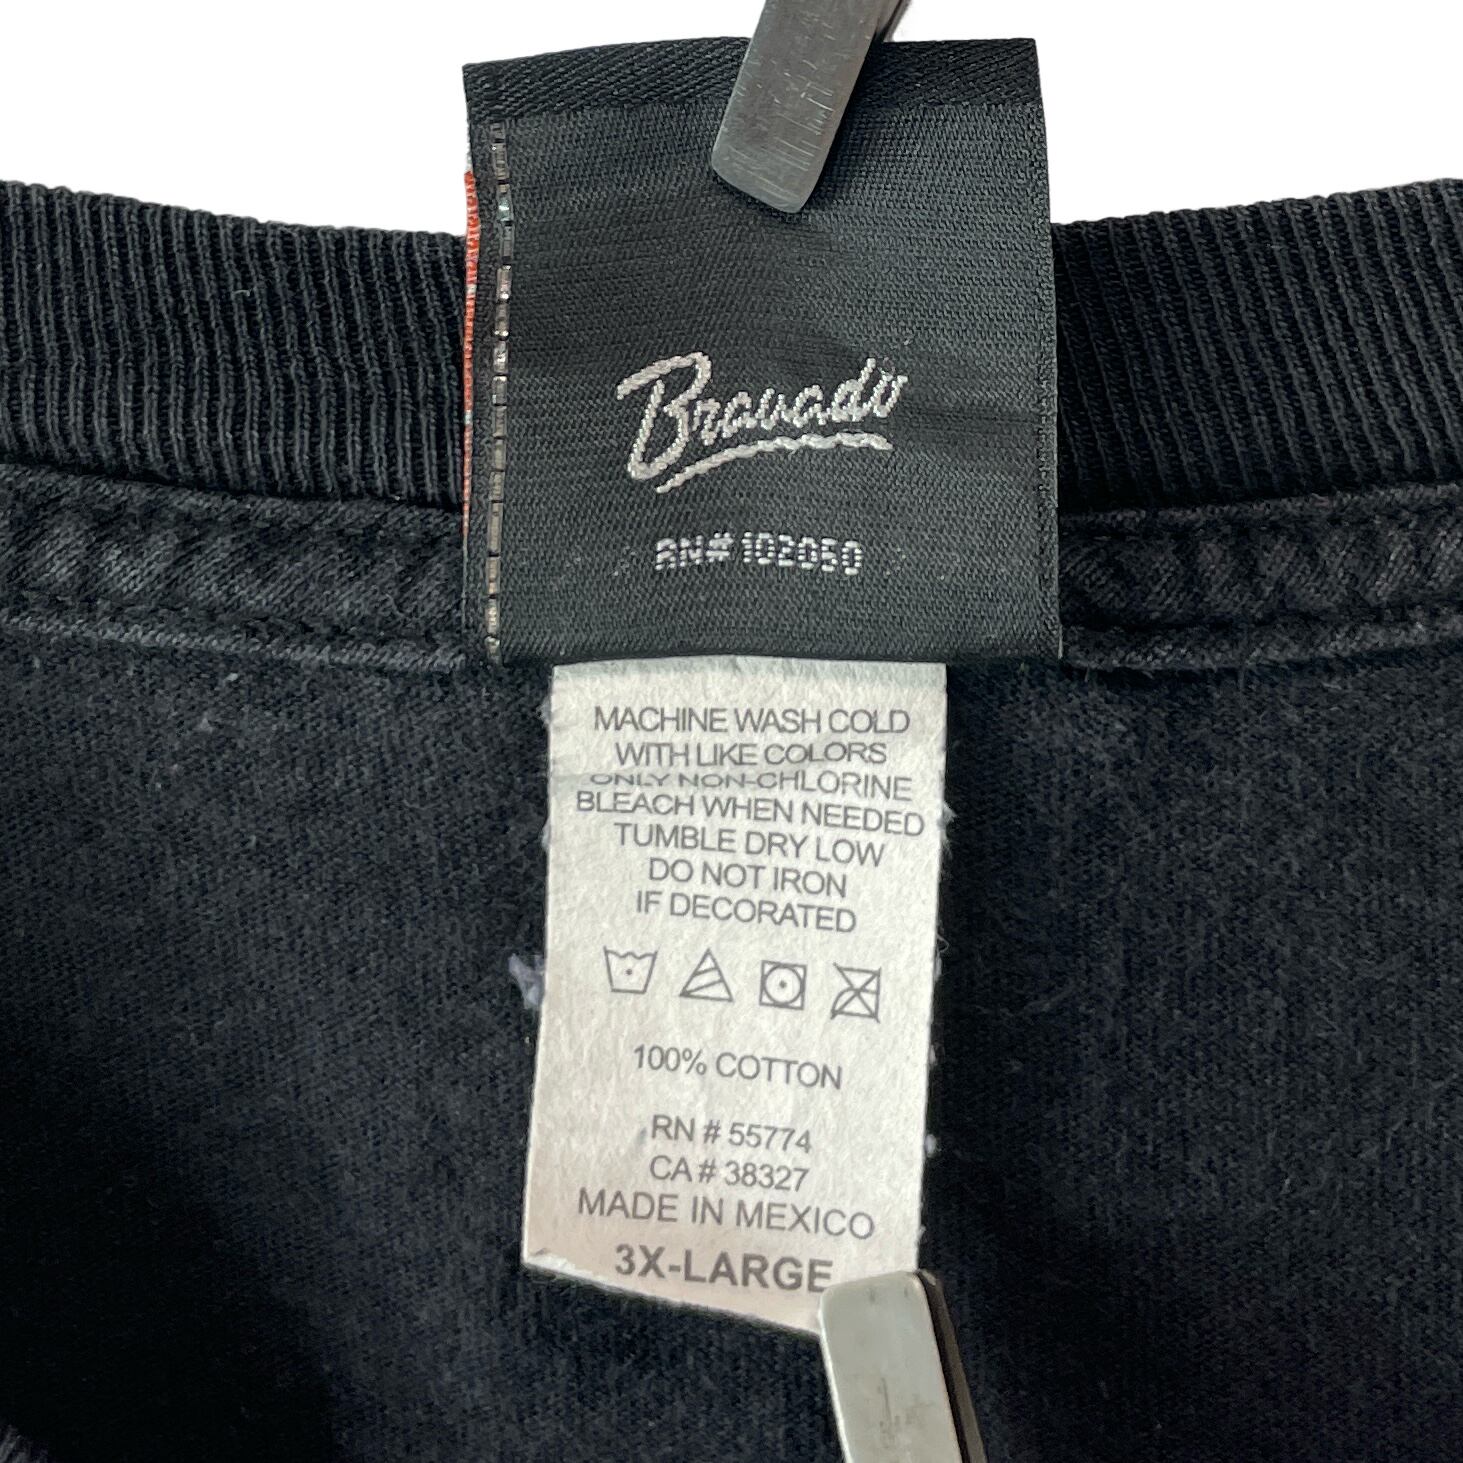 Bravado
RN# 102050
MACHINE WASH COLD
WITH LIKE COLORS
ONLY NON-CHLORINE
BLEACH WHEN NEEDED
TUMBLE DRY LOW
DO NOT IRON
IF DECORATED
100% COTTON
RN # 55774
CA # 38327
MADE IN MEXICO
3X-LARGE